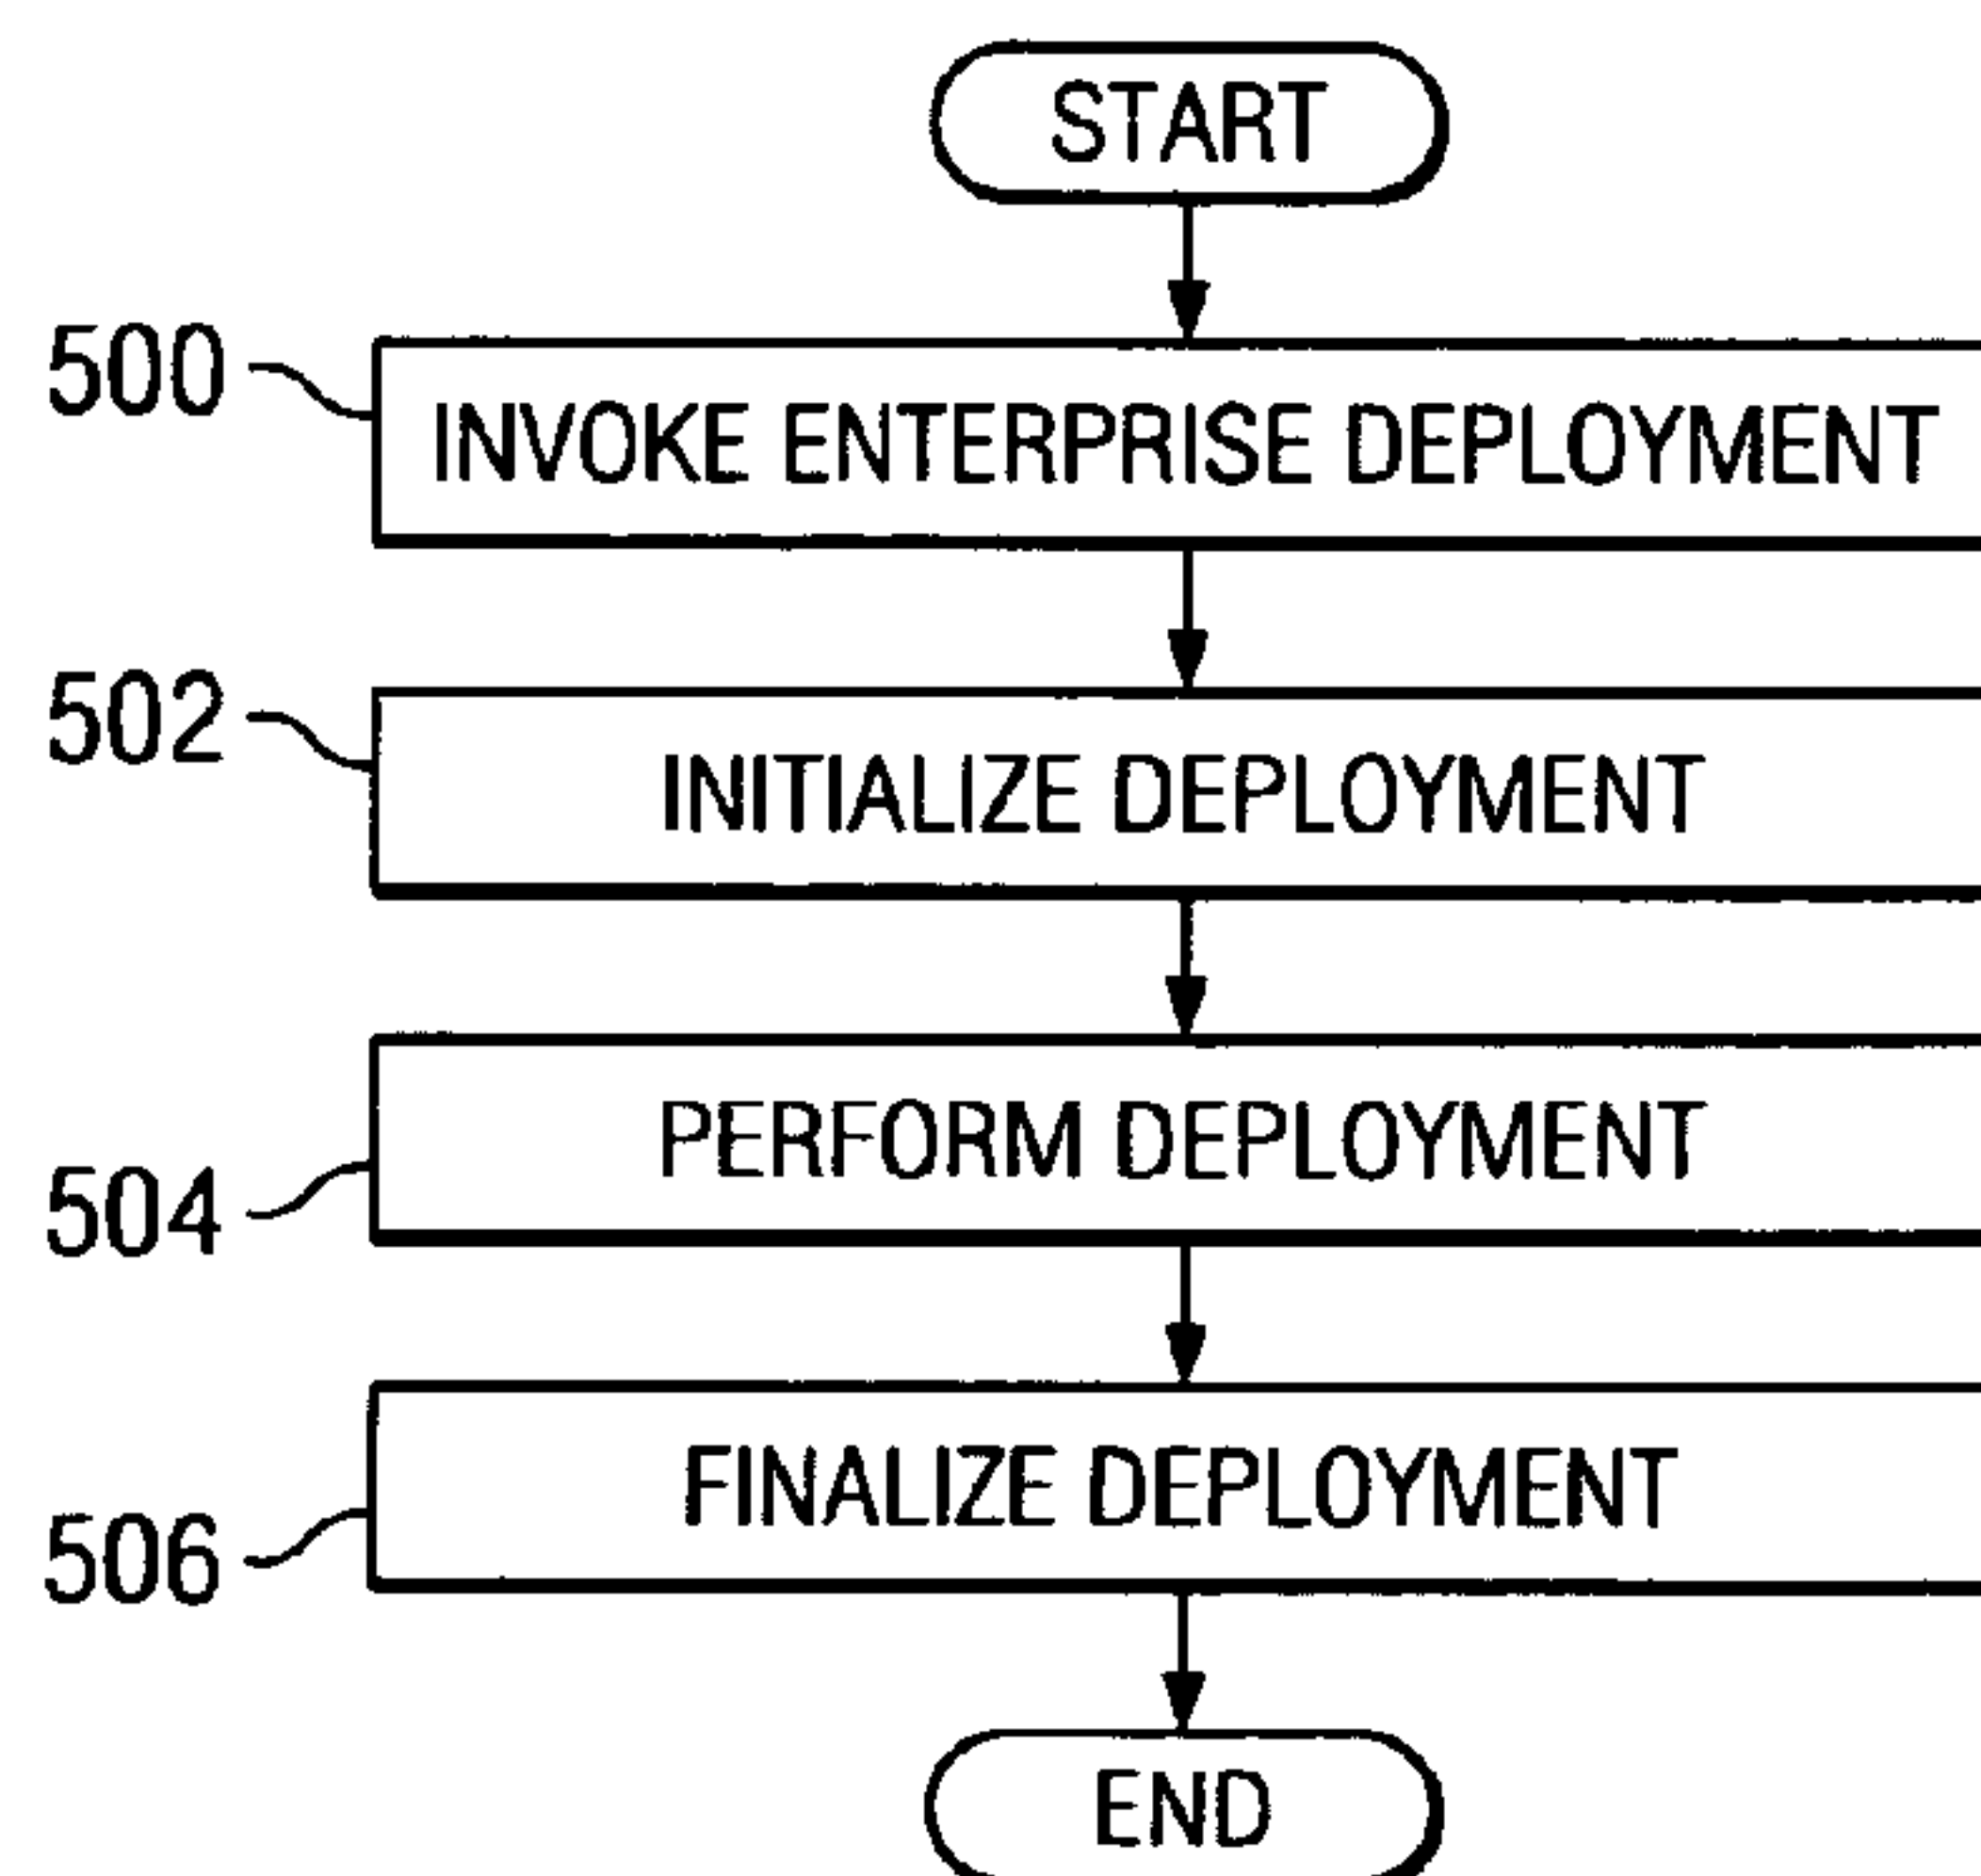 START
500
INVOKE ENTERPRISE DEPLOYMENT
502
INITIALIZE DEPLOYMENT
PERFORM DEPLOYMENT
504
FINALIZE DEPLOYMENT
506
END